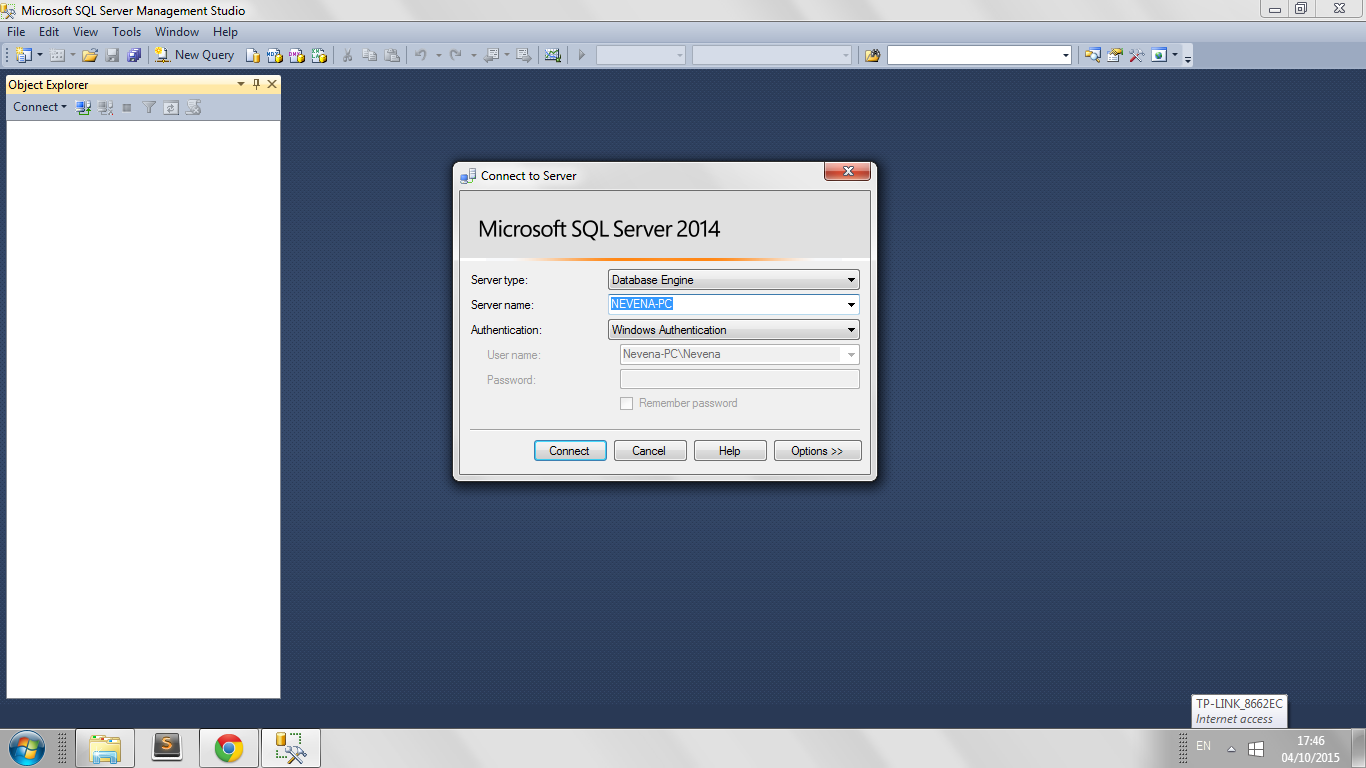 Microsoft SQL Server Management Studio
File Edit View Tools Window Help
New Query
Object Explorer
Connect
Connect to Server
Microsoft SQL Server 2014
Server type: Database Engine
Server name: NEVENA-PC
Authentication: Windows Authentication
User name: Nevena-PC\Nevena
Password:
Remember password
Connect Cancel Help Options >>
TP-LINK_8662EC
Internet access
EN 17:46
04/10/2015